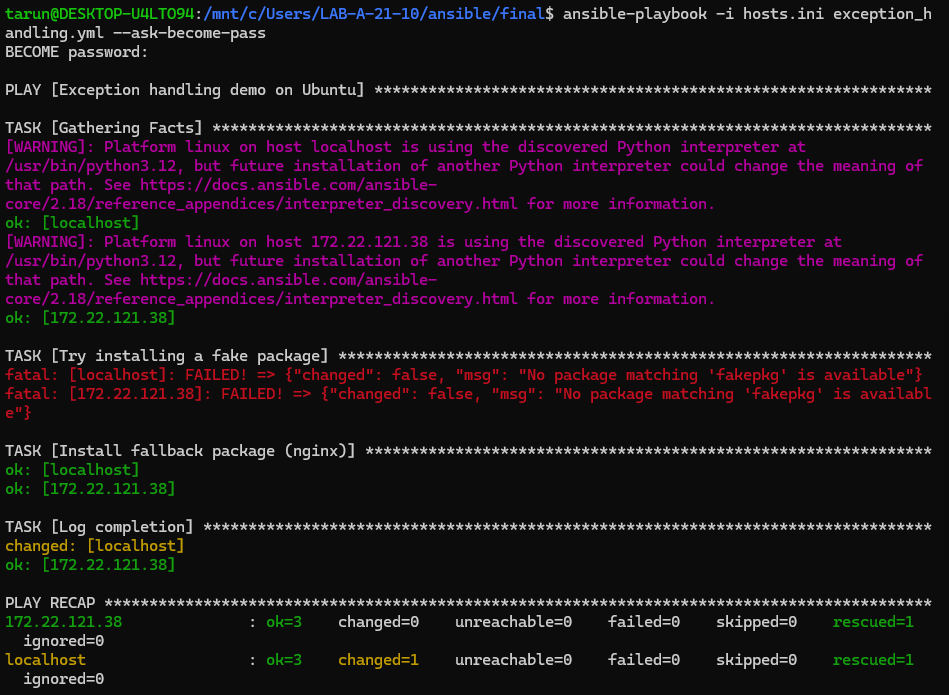 tarun@DESKTOP-U4LTO94:/mnt/c/Users/LAB-A-21-10/ansible/final$ ansible-playbook -i hosts.ini exception_h
andling.yml --ask-become-pass
BECOME password:
PLAY [Exception handling demo on Ubuntu] **************************************************************
TASK [Gathering Facts] ********************************************************************************
[WARNING]: Platform linux on host localhost is using the discovered Python interpreter at
/usr/bin/python3.12, but future installation of another Python interpreter could change the meaning of
that path. See https://docs.ansible.com/ansible-
core/2.18/reference_appendices/interpreter_discovery.html for more information.
ok: [localhost]
[WARNING]: Platform linux on host 172.22.121.38 is using the discovered Python interpreter at
/usr/bin/python3.12, but future installation of another Python interpreter could change the meaning of
that path. See https://docs.ansible.com/ansible-
core/2.18/reference_appendices/interpreter_discovery.html for more information.
ok: [172.22.121.38]
TASK [Try installing a fake package] ******************************************************************
fatal: [localhost]: FAILED! => {"changed": false, "msg": "No package matching 'fakepkg' is available"}
fatal: [172.22.121.38]: FAILED! => {"changed": false, "msg": "No package matching 'fakepkg' is availabl
e"}
TASK [Install fallback package (nginx)] ***************************************************************
ok: [localhost]
ok: [172.22.121.38]
TASK [Log completion] *********************************************************************************
changed: [localhost]
ok: [172.22.121.38]
PLAY RECAP ********************************************************************************************
172.22.121.38              : ok=3    changed=0    unreachable=0    failed=0    skipped=0    rescued=1
  ignored=0
localhost                  : ok=3    changed=1    unreachable=0    failed=0    skipped=0    rescued=1
  ignored=0